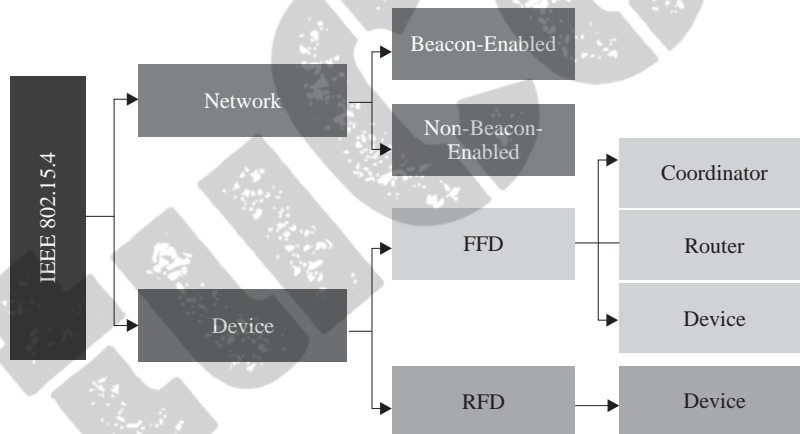 IEEE 802.15.4
Network
Beacon-Enabled
Non-Beacon-
Enabled
Device
FFD
Coordinator
Router
Device
RFD
Device